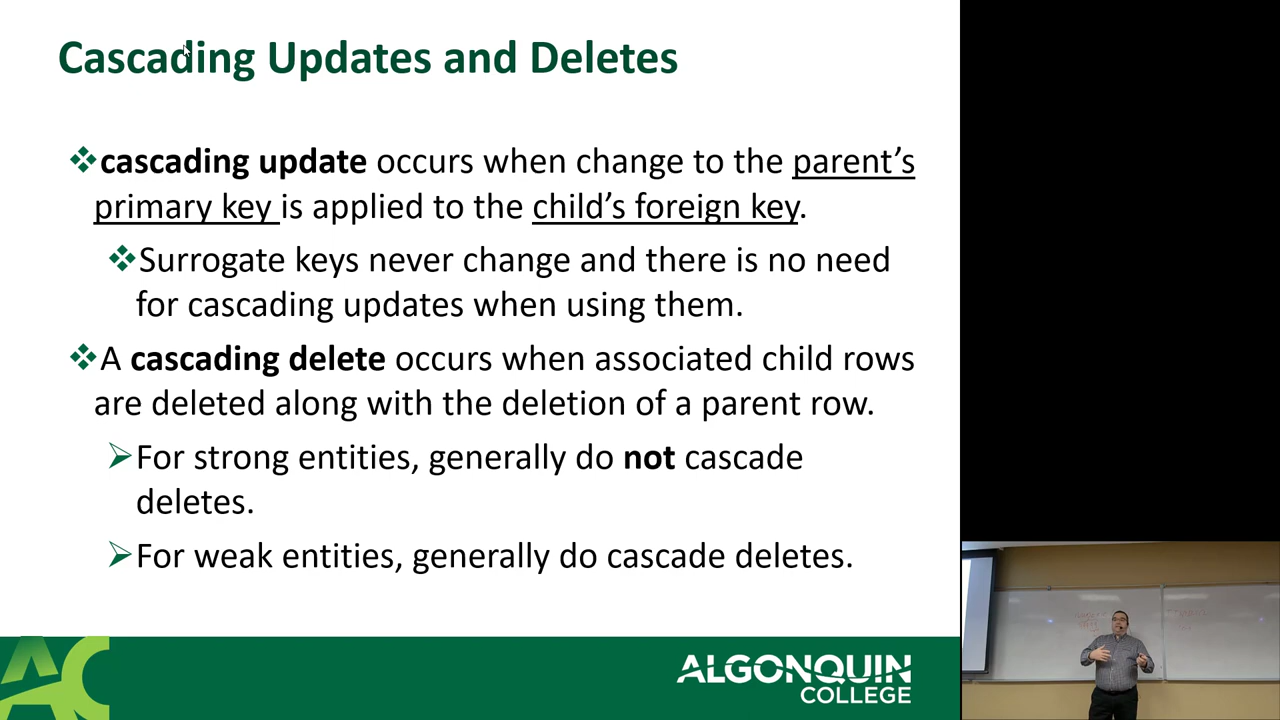 Cascading Updates and Deletes
cascading update occurs when change to the parent’s
primary key is applied to the child’s foreign key.
Surrogate keys never change and there is no need
for cascading updates when using them.
A cascading delete occurs when associated child rows
are deleted along with the deletion of a parent row.
For strong entities, generally do not cascade
deletes.
For weak entities, generally do cascade deletes.
AC
ALGONQUIN
COLLEGE